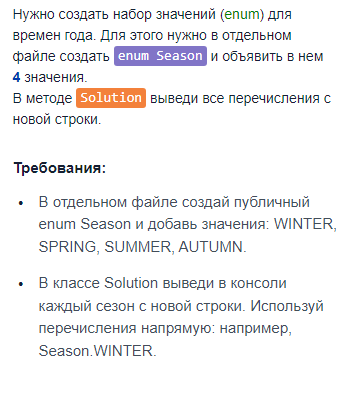 Нужно создать набор значений (enum) для
времен года. Для этого нужно в отдельном
файле создать enum Season и объявить в нем
4 значения.
В методе Solution выведи все перечисления с
новой строки.
Требования:
• В отдельном файле создай публичный
enum Season и добавь значения: WINTER,
SPRING, SUMMER, AUTUMN.
• В классе Solution выведи в консоли
каждый сезон с новой строки. Используй
перечисления напрямую: например,
Season.WINTER.